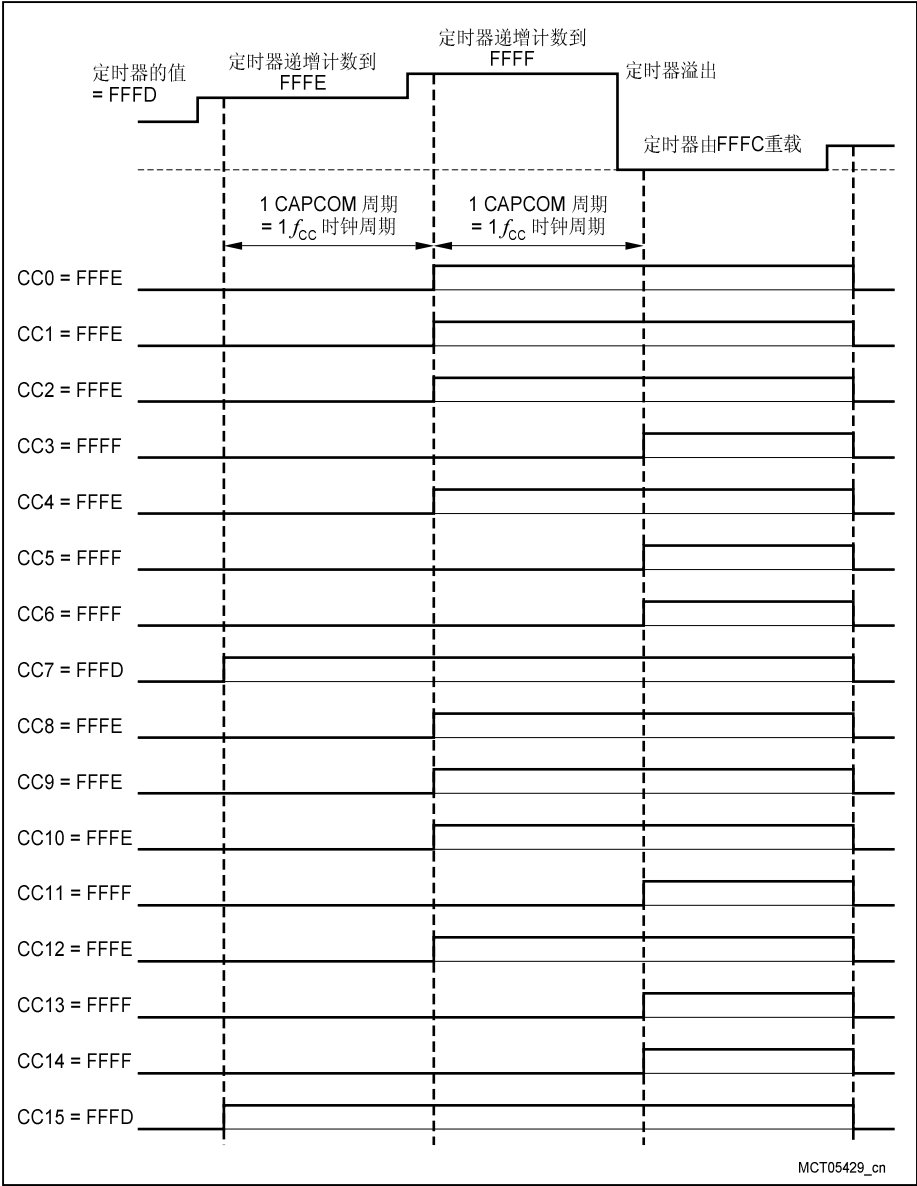 定时器递增计数到
FFFF
定时器递增计数到
FFFE
定时器的值
= FFFD
定时器溢出
定时器由FFFC重载
1 CAPCOM 周期
= 1 fCC 时钟周期
1 CAPCOM 周期
= 1 fCC 时钟周期
CC0 = FFFE
CC1 = FFFE
CC2 = FFFE
CC3 = FFFF
CC4 = FFFE
CC5 = FFFF
CC6 = FFFF
CC7 = FFFD
CC8 = FFFE
CC9 = FFFE
CC10 = FFFE
CC11 = FFFF
CC12 = FFFE
CC13 = FFFF
CC14 = FFFF
CC15 = FFFD
MCT05429_cn